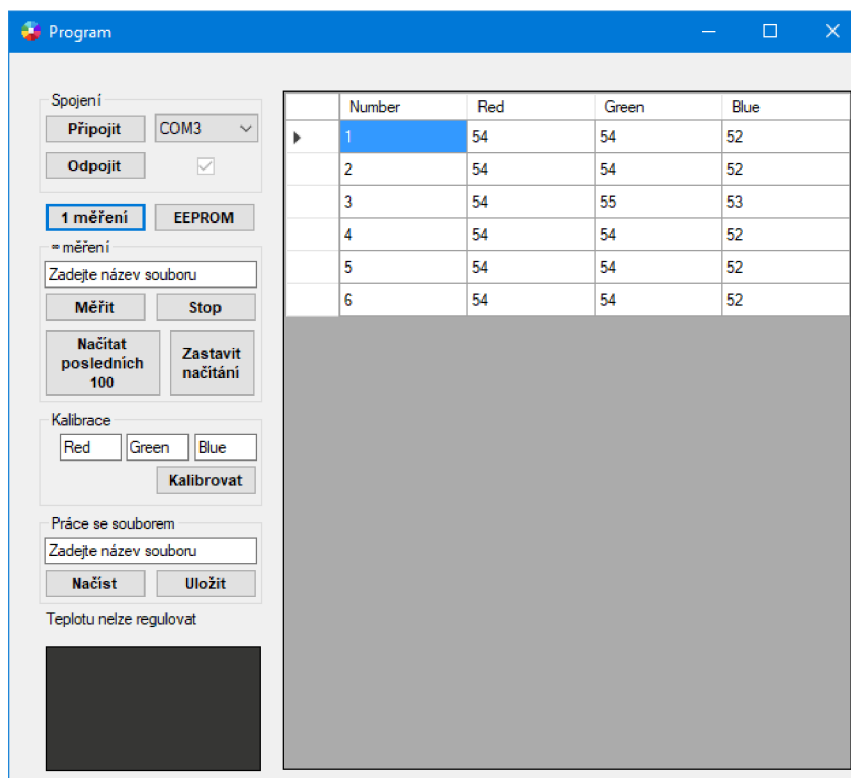 Program
Spojení
Připojit COM3
Odpojit
1 měření EEPROM
∞ měření
Zadejte název souboru
Měřit Stop
Načítat
posledních
100
Zastavit
načítání
Kalibrace
Red Green Blue
Kalibrovat
Práce se souborem
Zadejte název souboru
Načíst Uložit
Teplotu nelze regulovat
Number Red Green Blue
1 54 54 52
2 54 54 52
3 54 55 53
4 54 54 52
5 54 54 52
6 54 54 52